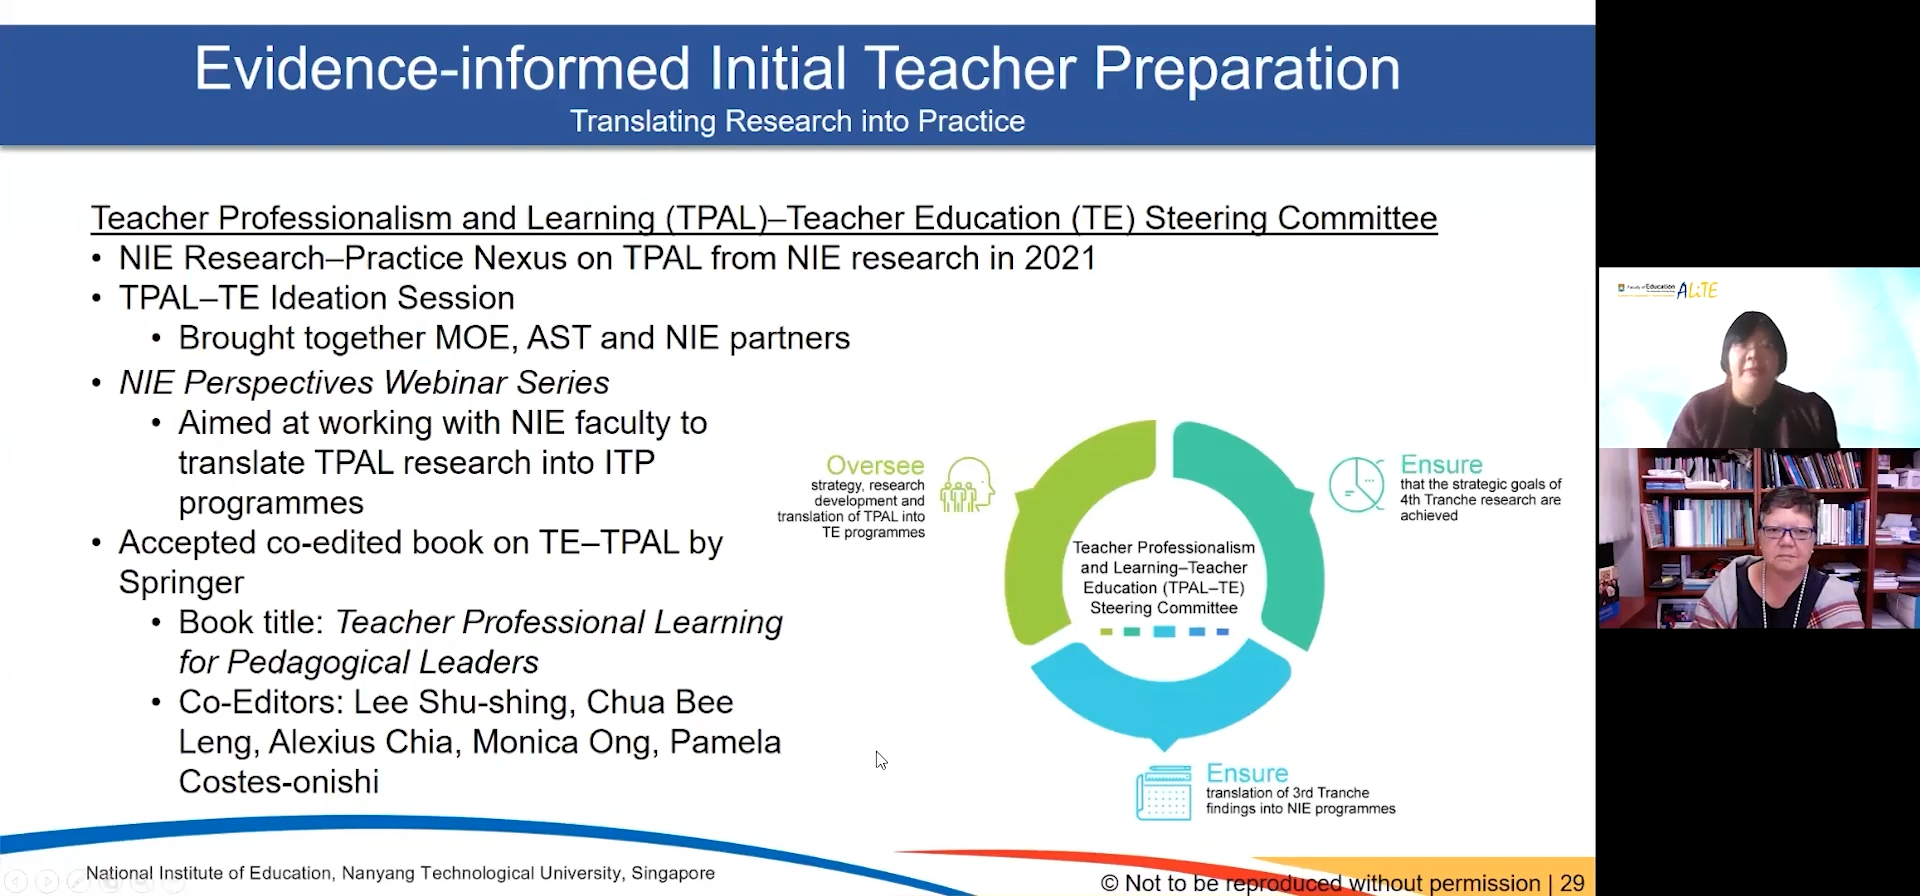 Evidence-informed Initial Teacher Preparation
Translating Research into Practice
Teacher Professionalism and Learning (TPAL)–Teacher Education (TE) Steering Committee
• NIE Research–Practice Nexus on TPAL from NIE research in 2021
• TPAL–TE Ideation Session
• Brought together MOE, AST and NIE partners
• NIE Perspectives Webinar Series
• Aimed at working with NIE faculty to
translate TPAL research into ITP
programmes
• Accepted co-edited book on TE–TPAL by
Springer
• Book title: Teacher Professional Learning
for Pedagogical Leaders
• Co-Editors: Lee Shu-shing, Chua Bee
Leng, Alexius Chia, Monica Ong, Pamela
Costes-onishi
Oversee
strategy, research
development and
translation of TPAL into
TE programmes
Ensure
that the strategic goals of
4th Tranche research are
achieved
Teacher Professionalism
and Learning–Teacher
Education (TPAL–TE)
Steering Committee
Ensure
translation of 3rd Tranche
findings into NIE programmes
National Institute of Education, Nanyang Technological University, Singapore
© Not to be reproduced without permission | 29
Faculty of Education
ALiTE